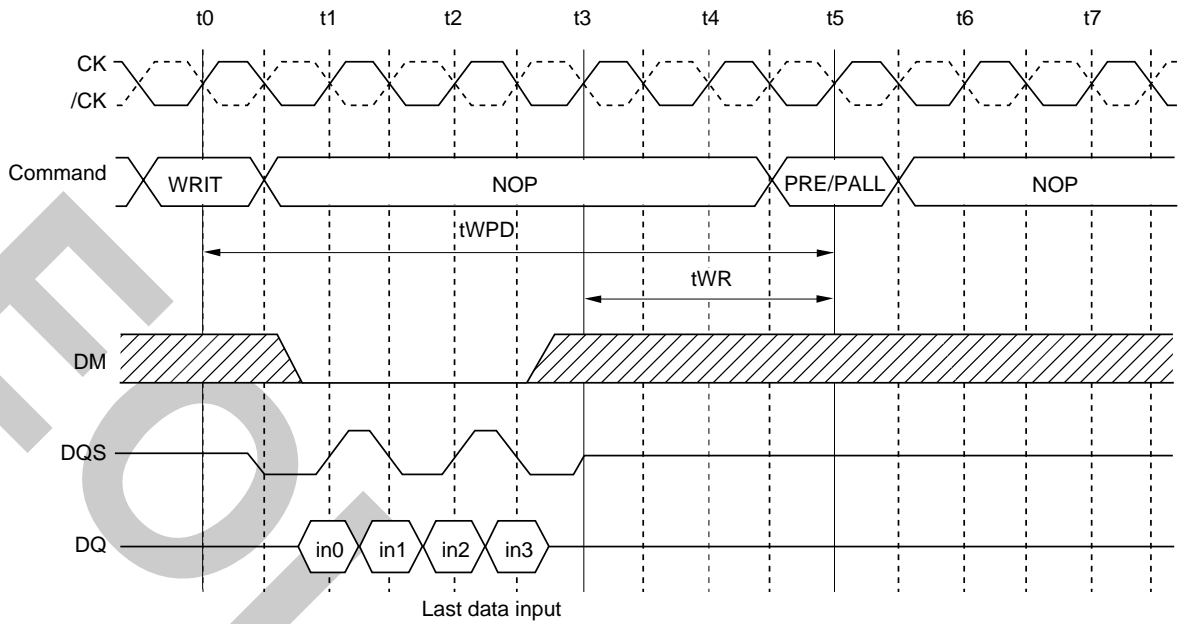 t0 t1 t2 t3 t4 t5 t6 t7
CK
/CK
Command WRIT NOP PRE/PALL NOP
tWPD
tWR
DM
DQS
DQ in0 in1 in2 in3
Last data input